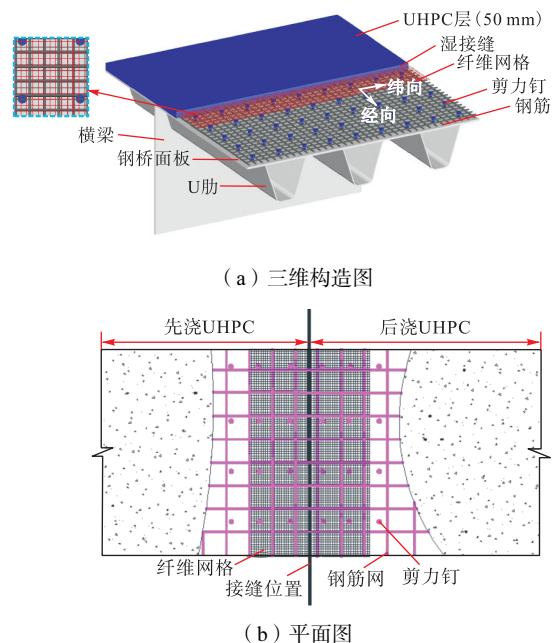 UHPC层(50 mm)
湿接缝
纤维网格
剪力钉
钢筋
纬向
经向
横梁
钢桥面板
U肋
(a)三维构造图
先浇UHPC
后浇UHPC
纤维网格
接缝位置
钢筋网
剪力钉
(b)平面图